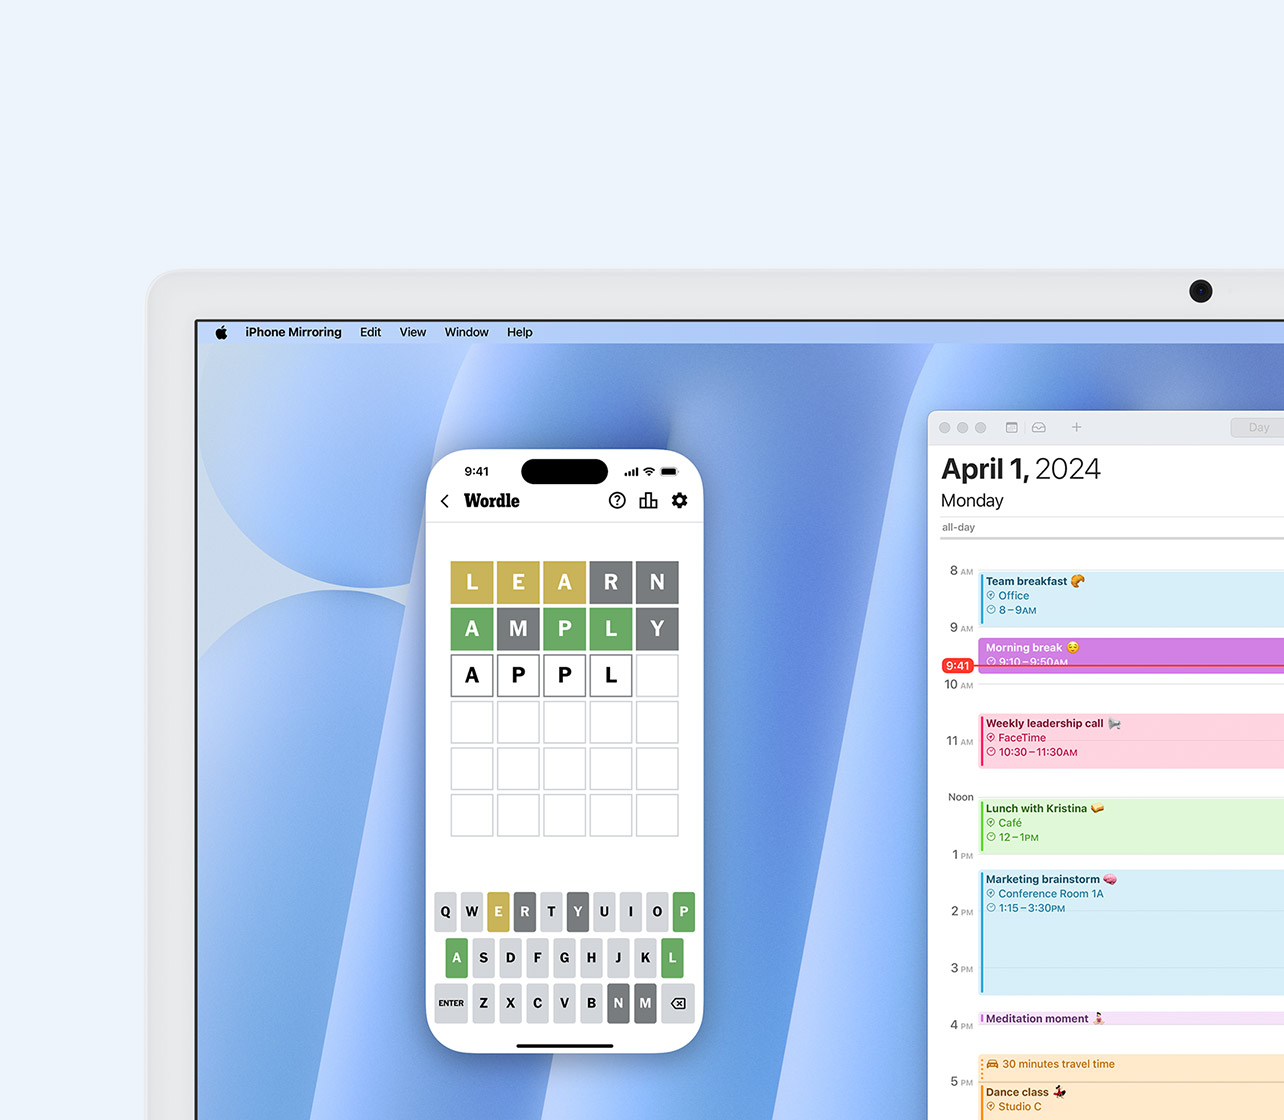 iPhone Mirroring Edit View Window Help
9:41
Wordle
L E A R N
A M P L Y
A P P L
Q W E R T Y U I O P
A S D F G H J K L
ENTER Z X C V B N M
Day
April 1, 2024
Monday
all-day
8 AM
Team breakfast
Office
8 – 9AM
9 AM
Morning break
9:10 – 9:50AM
9:41
10 AM
Weekly leadership call
11 AM
FaceTime
10:30 – 11:30AM
Noon
Lunch with Kristina
Café
12 – 1PM
1 PM
Marketing brainstorm
Conference Room 1A
2 PM
1:15 – 3:30PM
3 PM
4 PM
Meditation moment
30 minutes travel time
5 PM
Dance class
Studio C